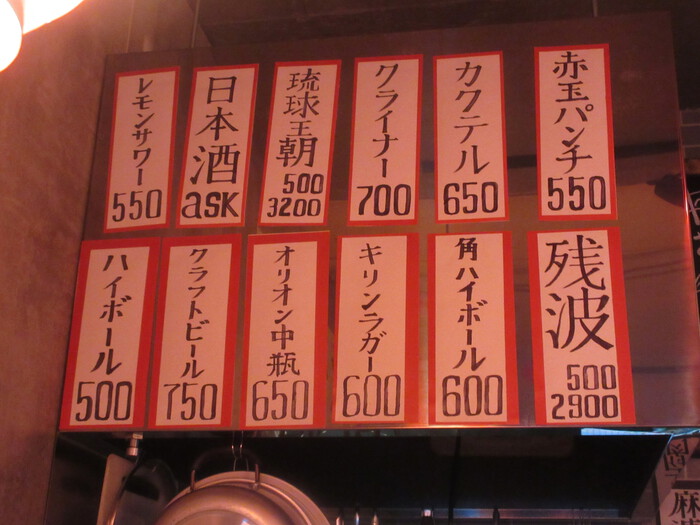 レモンサワー
550
日本酒
ask
琉球王朝
500
3200
クライナー
700
カクテル
650
赤玉パンチ
550
ハイボール
500
クラフトビール
750
オリオン中瓶
650
キリンラガー
600
角ハイボール
600
残波
500
2900
麻